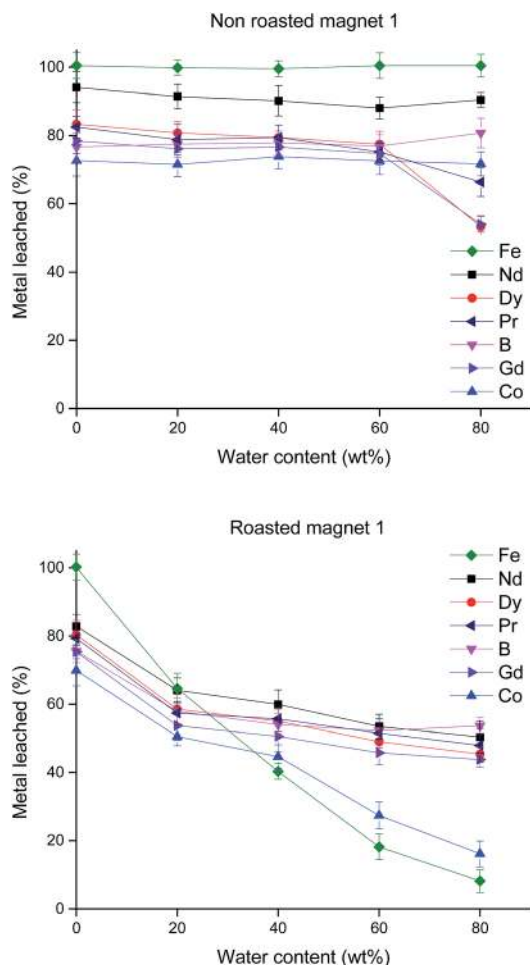 Non roasted magnet 1
Metal leached (%)
100
80
60
40
20
0
Fe
Nd
Dy
Pr
B
Gd
Co
0 20 40 60 80
Water content (wt%)
Roasted magnet 1
Metal leached (%)
100
80
60
40
20
0
Fe
Nd
Dy
Pr
B
Gd
Co
0 20 40 60 80
Water content (wt%)